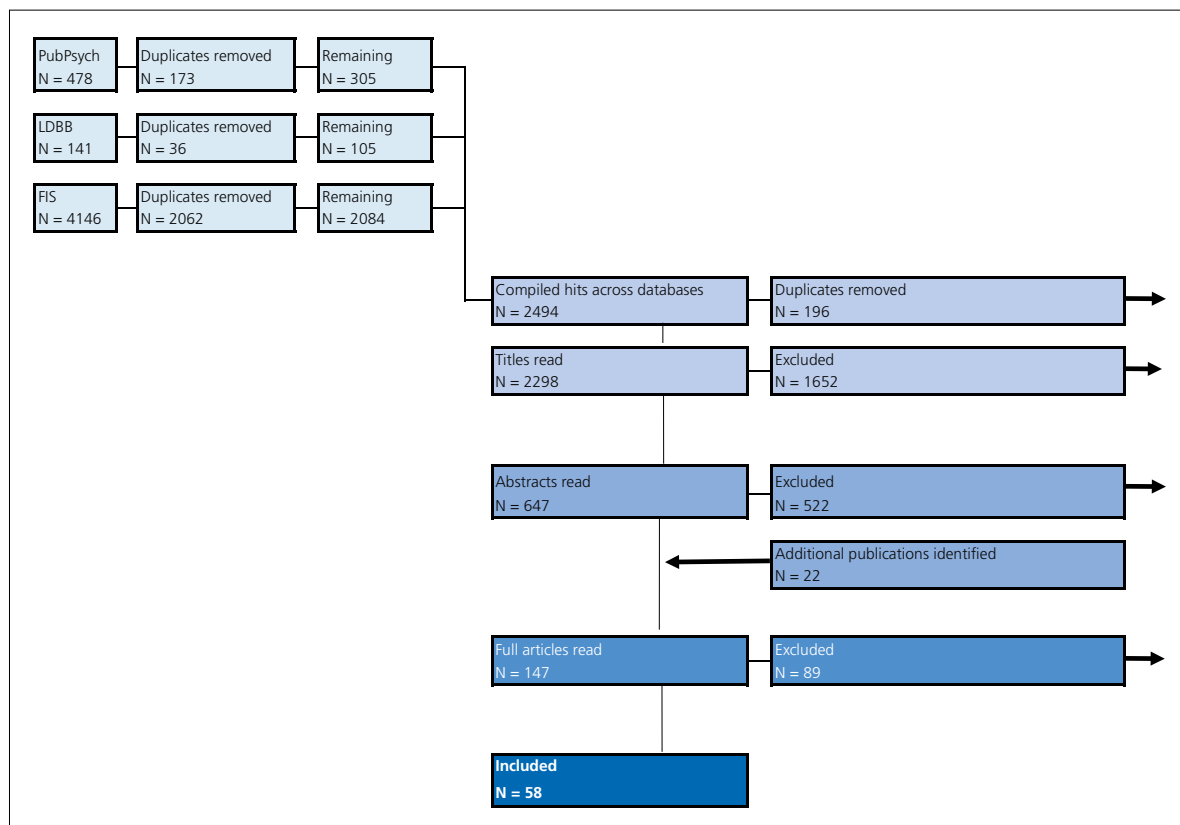 PubPsych
N = 478
Duplicates removed
N = 173
Remaining
N = 305
LDBB
N = 141
Duplicates removed
N = 36
Remaining
N = 105
FIS
N = 4146
Duplicates removed
N = 2062
Remaining
N = 2084
Compiled hits across databases
N = 2494
Duplicates removed
N = 196
Titles read
N = 2298
Excluded
N = 1652
Abstracts read
N = 647
Excluded
N = 522
Additional publications identified
N = 22
Full articles read
N = 147
Excluded
N = 89
Included
N = 58